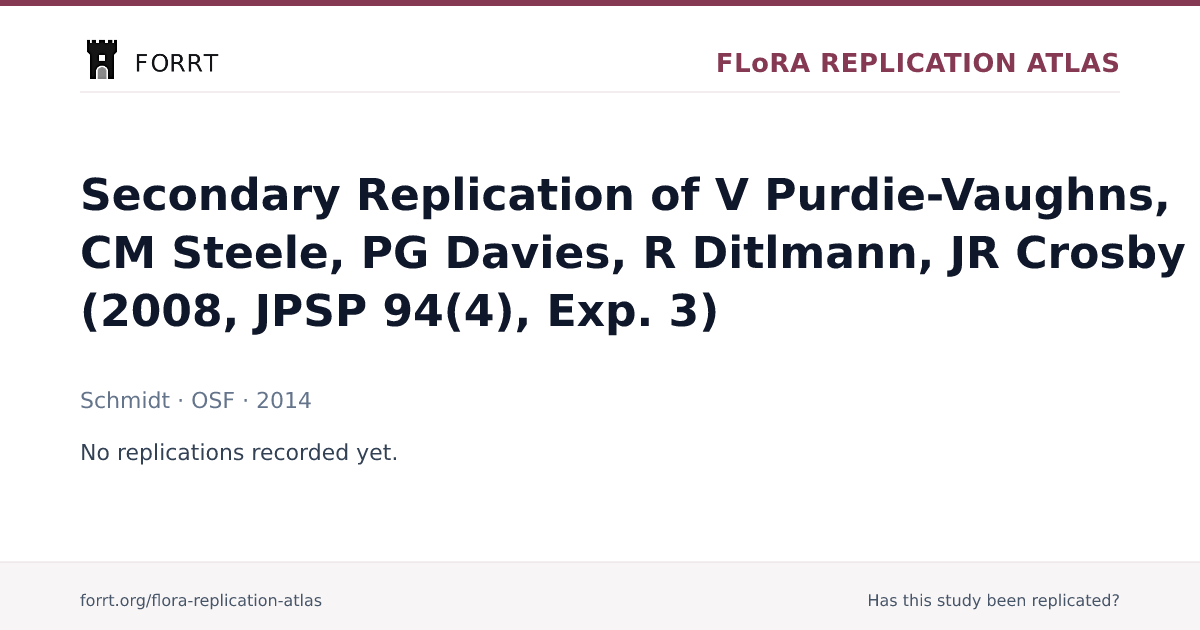 FORRT
FLoRA REPLICATION ATLAS
Secondary Replication of V Purdie-Vaughns,
CM Steele, PG Davies, R Ditlmann, JR Crosby
(2008, JPSP 94(4), Exp. 3)
Schmidt · OSF · 2014
No replications recorded yet.
forrt.org/flora-replication-atlas
Has this study been replicated?